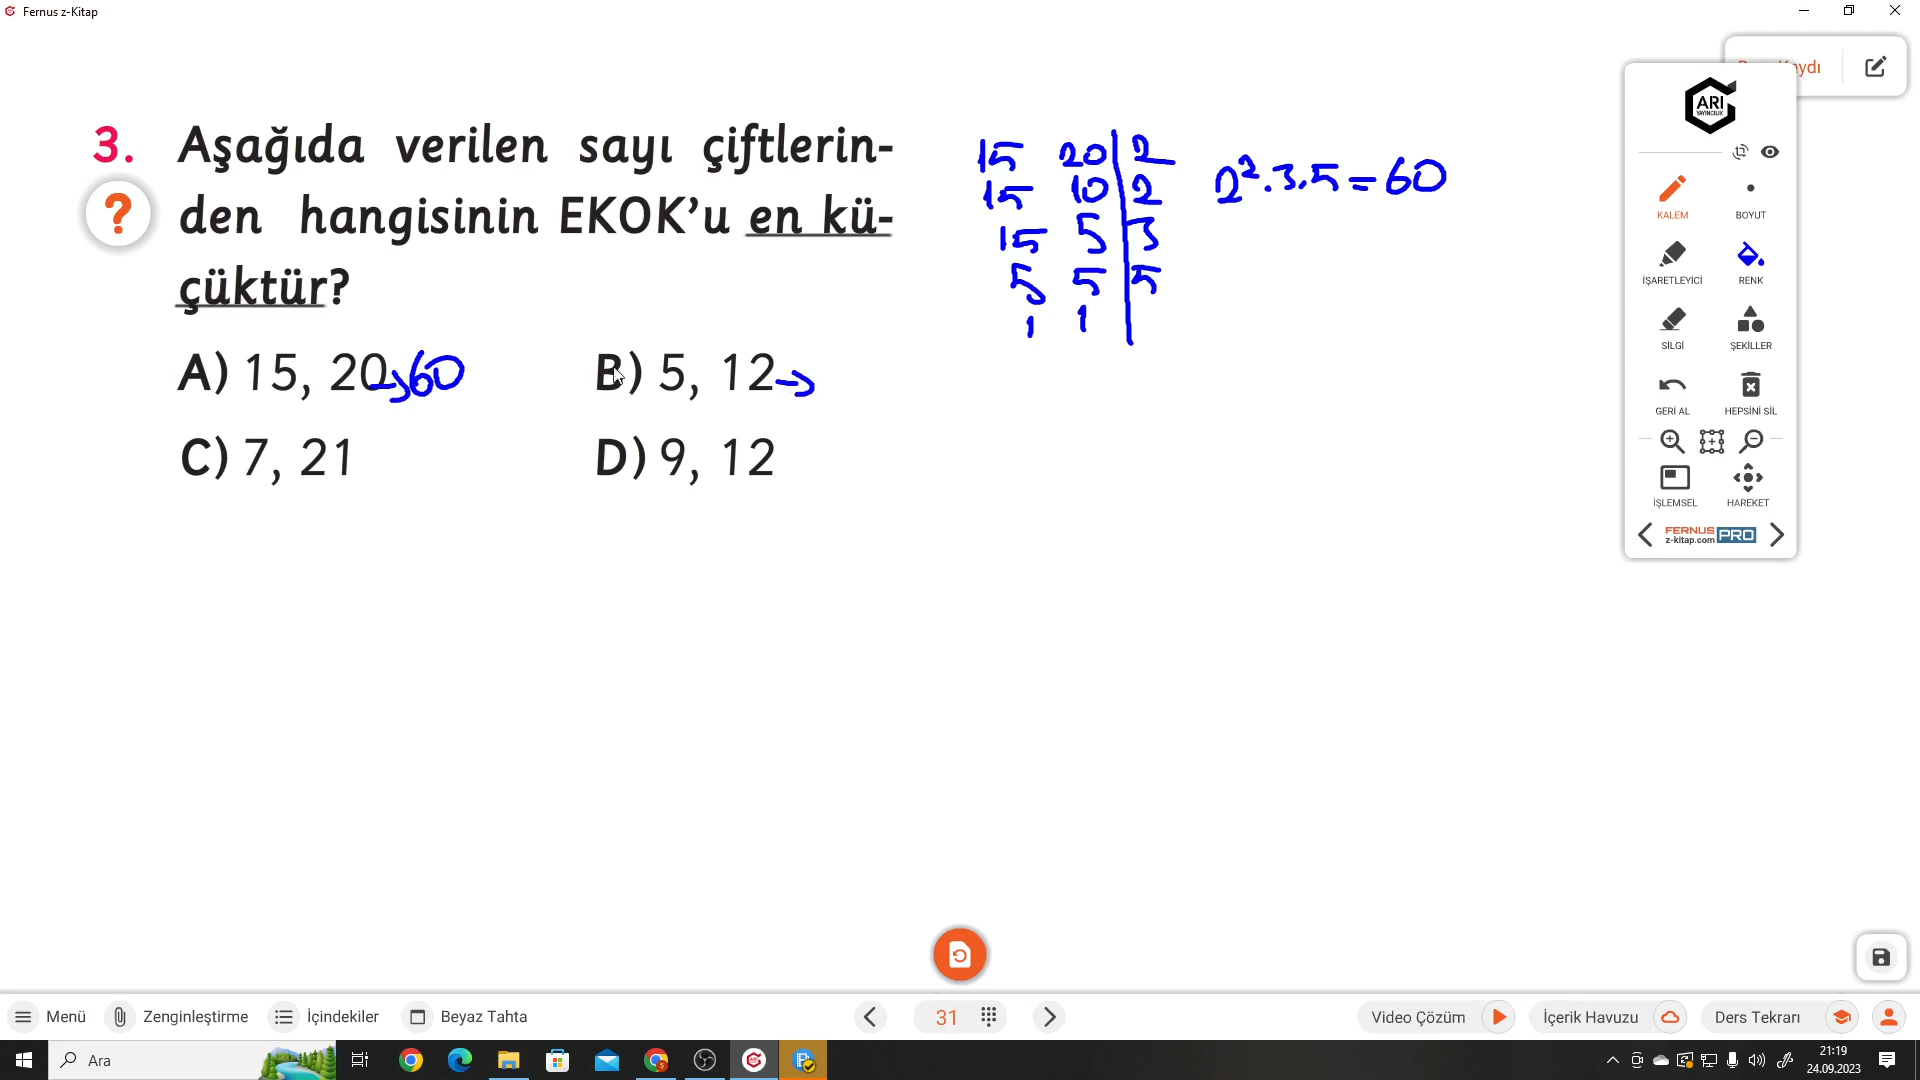 Fernus z-Kitap
3. Aşağıda verilen sayı çiftlerin-
den hangisinin EKOK’u en kü-
çüktür?
A) 15, 20 → 60
B) 5, 12 →
C) 7, 21
D) 9, 12
15 20 | 2
15 10 | 2
15 5 | 3
5 5 | 5
1 1 |
2².3.5=60
ARI
YAYINCILIK
KALEM
BOYUT
İŞARETLEYİCİ
RENK
SİLGİ
ŞEKİLLER
GERİ AL
HEPSİNİ SİL
İŞLEMSEL
HAREKET
FERNUS
z-kitap.com PRO
Menü
Zenginleştirme
İçindekiler
Beyaz Tahta
31
Video Çözüm
İçerik Havuzu
Ders Tekrarı
Ara
21:19
24.09.2023